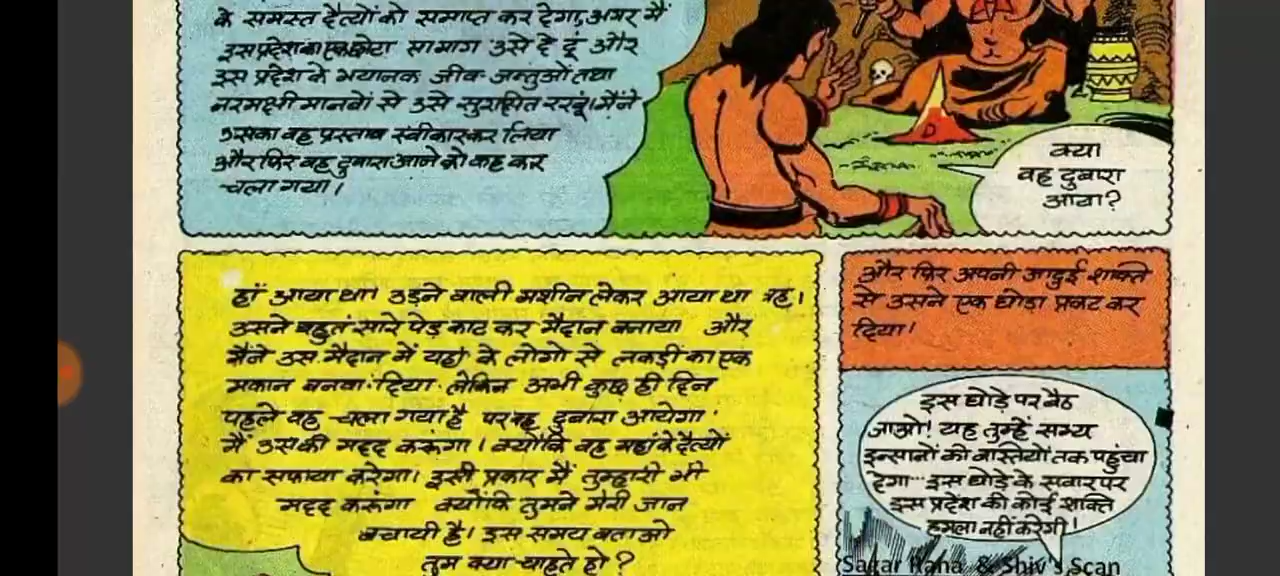 के समस्त दैत्यों को समाप्त कर देगा, अगर मैं
इस प्रदेश का एक छोटा सा भाग उसे दे दूं और
इस प्रदेश के भयानक जीव-जन्तुओं तथा
नरभक्षी मानवों से उसे सुरक्षित रखूं। मैंने
उसका वह प्रस्ताव स्वीकार कर लिया
और फिर वह दुबारा आने को कह कर
चला गया।
क्या
वह दुबारा
आया?
हां आया था। उड़ने वाली मशीन लेकर आया था वह।
उसने बहुत सारे पेड़ काट कर मैदान बनाया और
मैंने उस मैदान में यहां के लोगो से लकड़ी का एक
मकान बनवा दिया. लेकिन अभी कुछ ही दिन
पहले वह चला गया है पर वह दुबारा आयेगा.
मैं उसकी मदद करूंगा। क्योंकि वह यहां के दैत्यों
का सफाया करेगा। इसी प्रकार मैं तुम्हारी भी
मदद करूंगा क्योंकि तुमने मेरी जान
बचायी है। इस समय बताओ
तुम क्या चाहते हो?
और फिर अपनी जादुई शक्ति
से उसने एक घोड़ा प्रकट कर
दिया।
इस घोड़े पर बैठ
जाओ! यह तुम्हें सभ्य
इन्सानों की बस्तियों तक पहुंचा
देगा... इस घोड़े के सवार पर
इस प्रदेश की कोई शक्ति
हमला नहीं करेगी!
Sagar Rana & Shiv's Scan